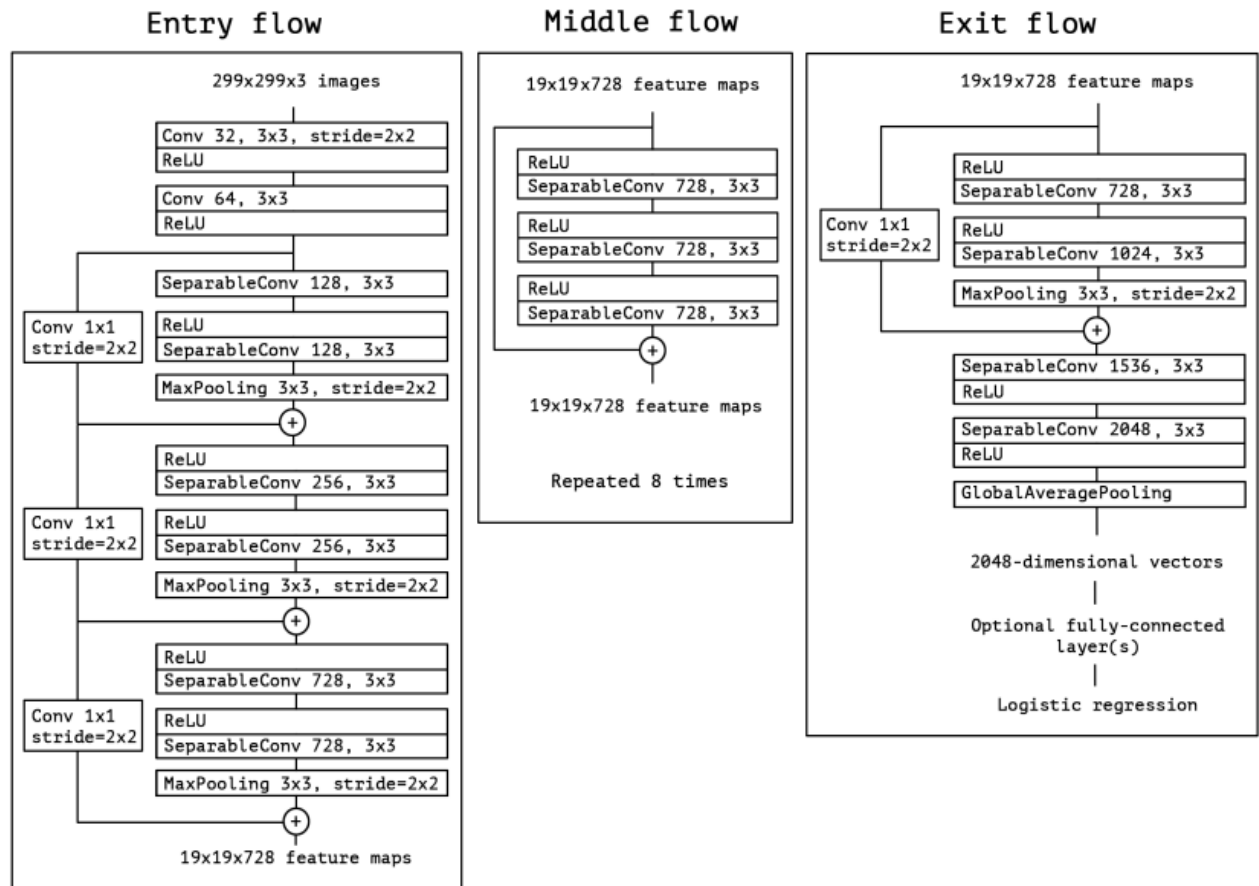 Entry flow
299x299x3 images
Conv 32, 3x3, stride=2x2
ReLU
Conv 64, 3x3
ReLU
SeparableConv 128, 3x3
Conv 1x1
stride=2x2
ReLU
SeparableConv 128, 3x3
MaxPooling 3x3, stride=2x2
+
ReLU
SeparableConv 256, 3x3
Conv 1x1
stride=2x2
ReLU
SeparableConv 256, 3x3
MaxPooling 3x3, stride=2x2
+
ReLU
SeparableConv 728, 3x3
Conv 1x1
stride=2x2
ReLU
SeparableConv 728, 3x3
MaxPooling 3x3, stride=2x2
+
19x19x728 feature maps
Middle flow
19x19x728 feature maps
ReLU
SeparableConv 728, 3x3
ReLU
SeparableConv 728, 3x3
ReLU
SeparableConv 728, 3x3
+
19x19x728 feature maps
Repeated 8 times
Exit flow
19x19x728 feature maps
ReLU
SeparableConv 728, 3x3
Conv 1x1
stride=2x2
ReLU
SeparableConv 1024, 3x3
MaxPooling 3x3, stride=2x2
+
SeparableConv 1536, 3x3
ReLU
SeparableConv 2048, 3x3
ReLU
GlobalAveragePooling
2048-dimensional vectors
Optional fully-connected
layer(s)
Logistic regression